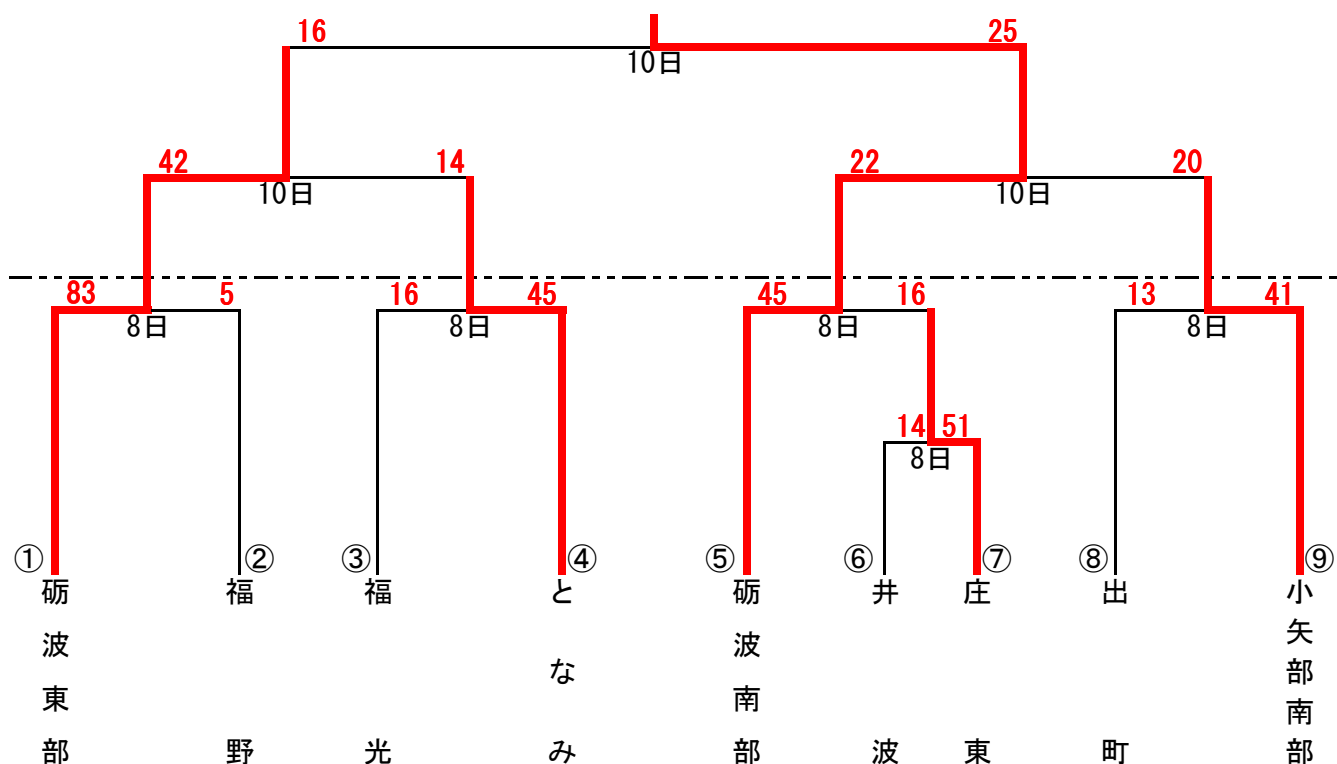 16 25
10日
42 14 22 20
10日 10日
83 5 16 45 45 16 13 41
8日 8日 8日 8日
14 51
8日
① ② ③ ④ ⑤ ⑥ ⑦ ⑧ ⑨
砺波東部
福野
福光
となみ
砺波南部
井波
庄東
出町
小矢部南部